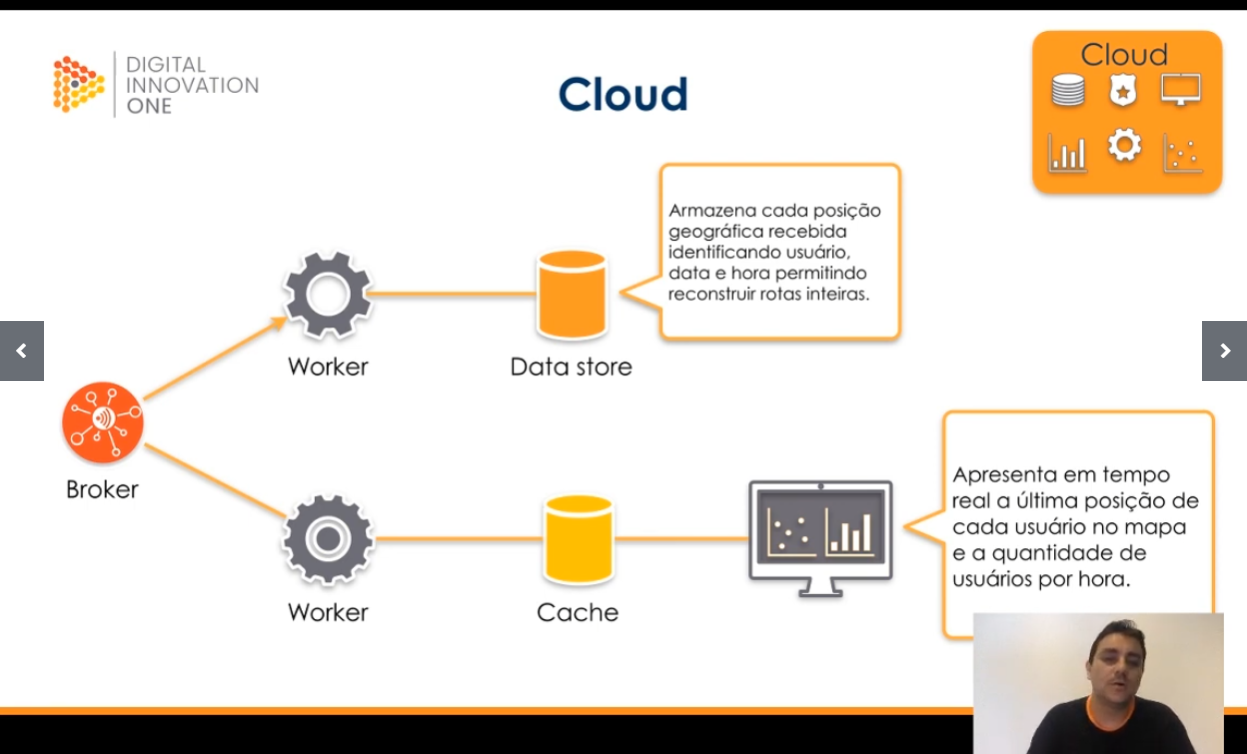 DIGITAL
INNOVATION
ONE
Cloud
Cloud
Armazena cada posição
geográfica recebida
identificando usuário,
data e hora permitindo
reconstruir rotas inteiras.
Worker
Data store
Broker
Apresenta em tempo
real a última posição de
cada usuário no mapa
e a quantidade de
usuários por hora.
Worker
Cache